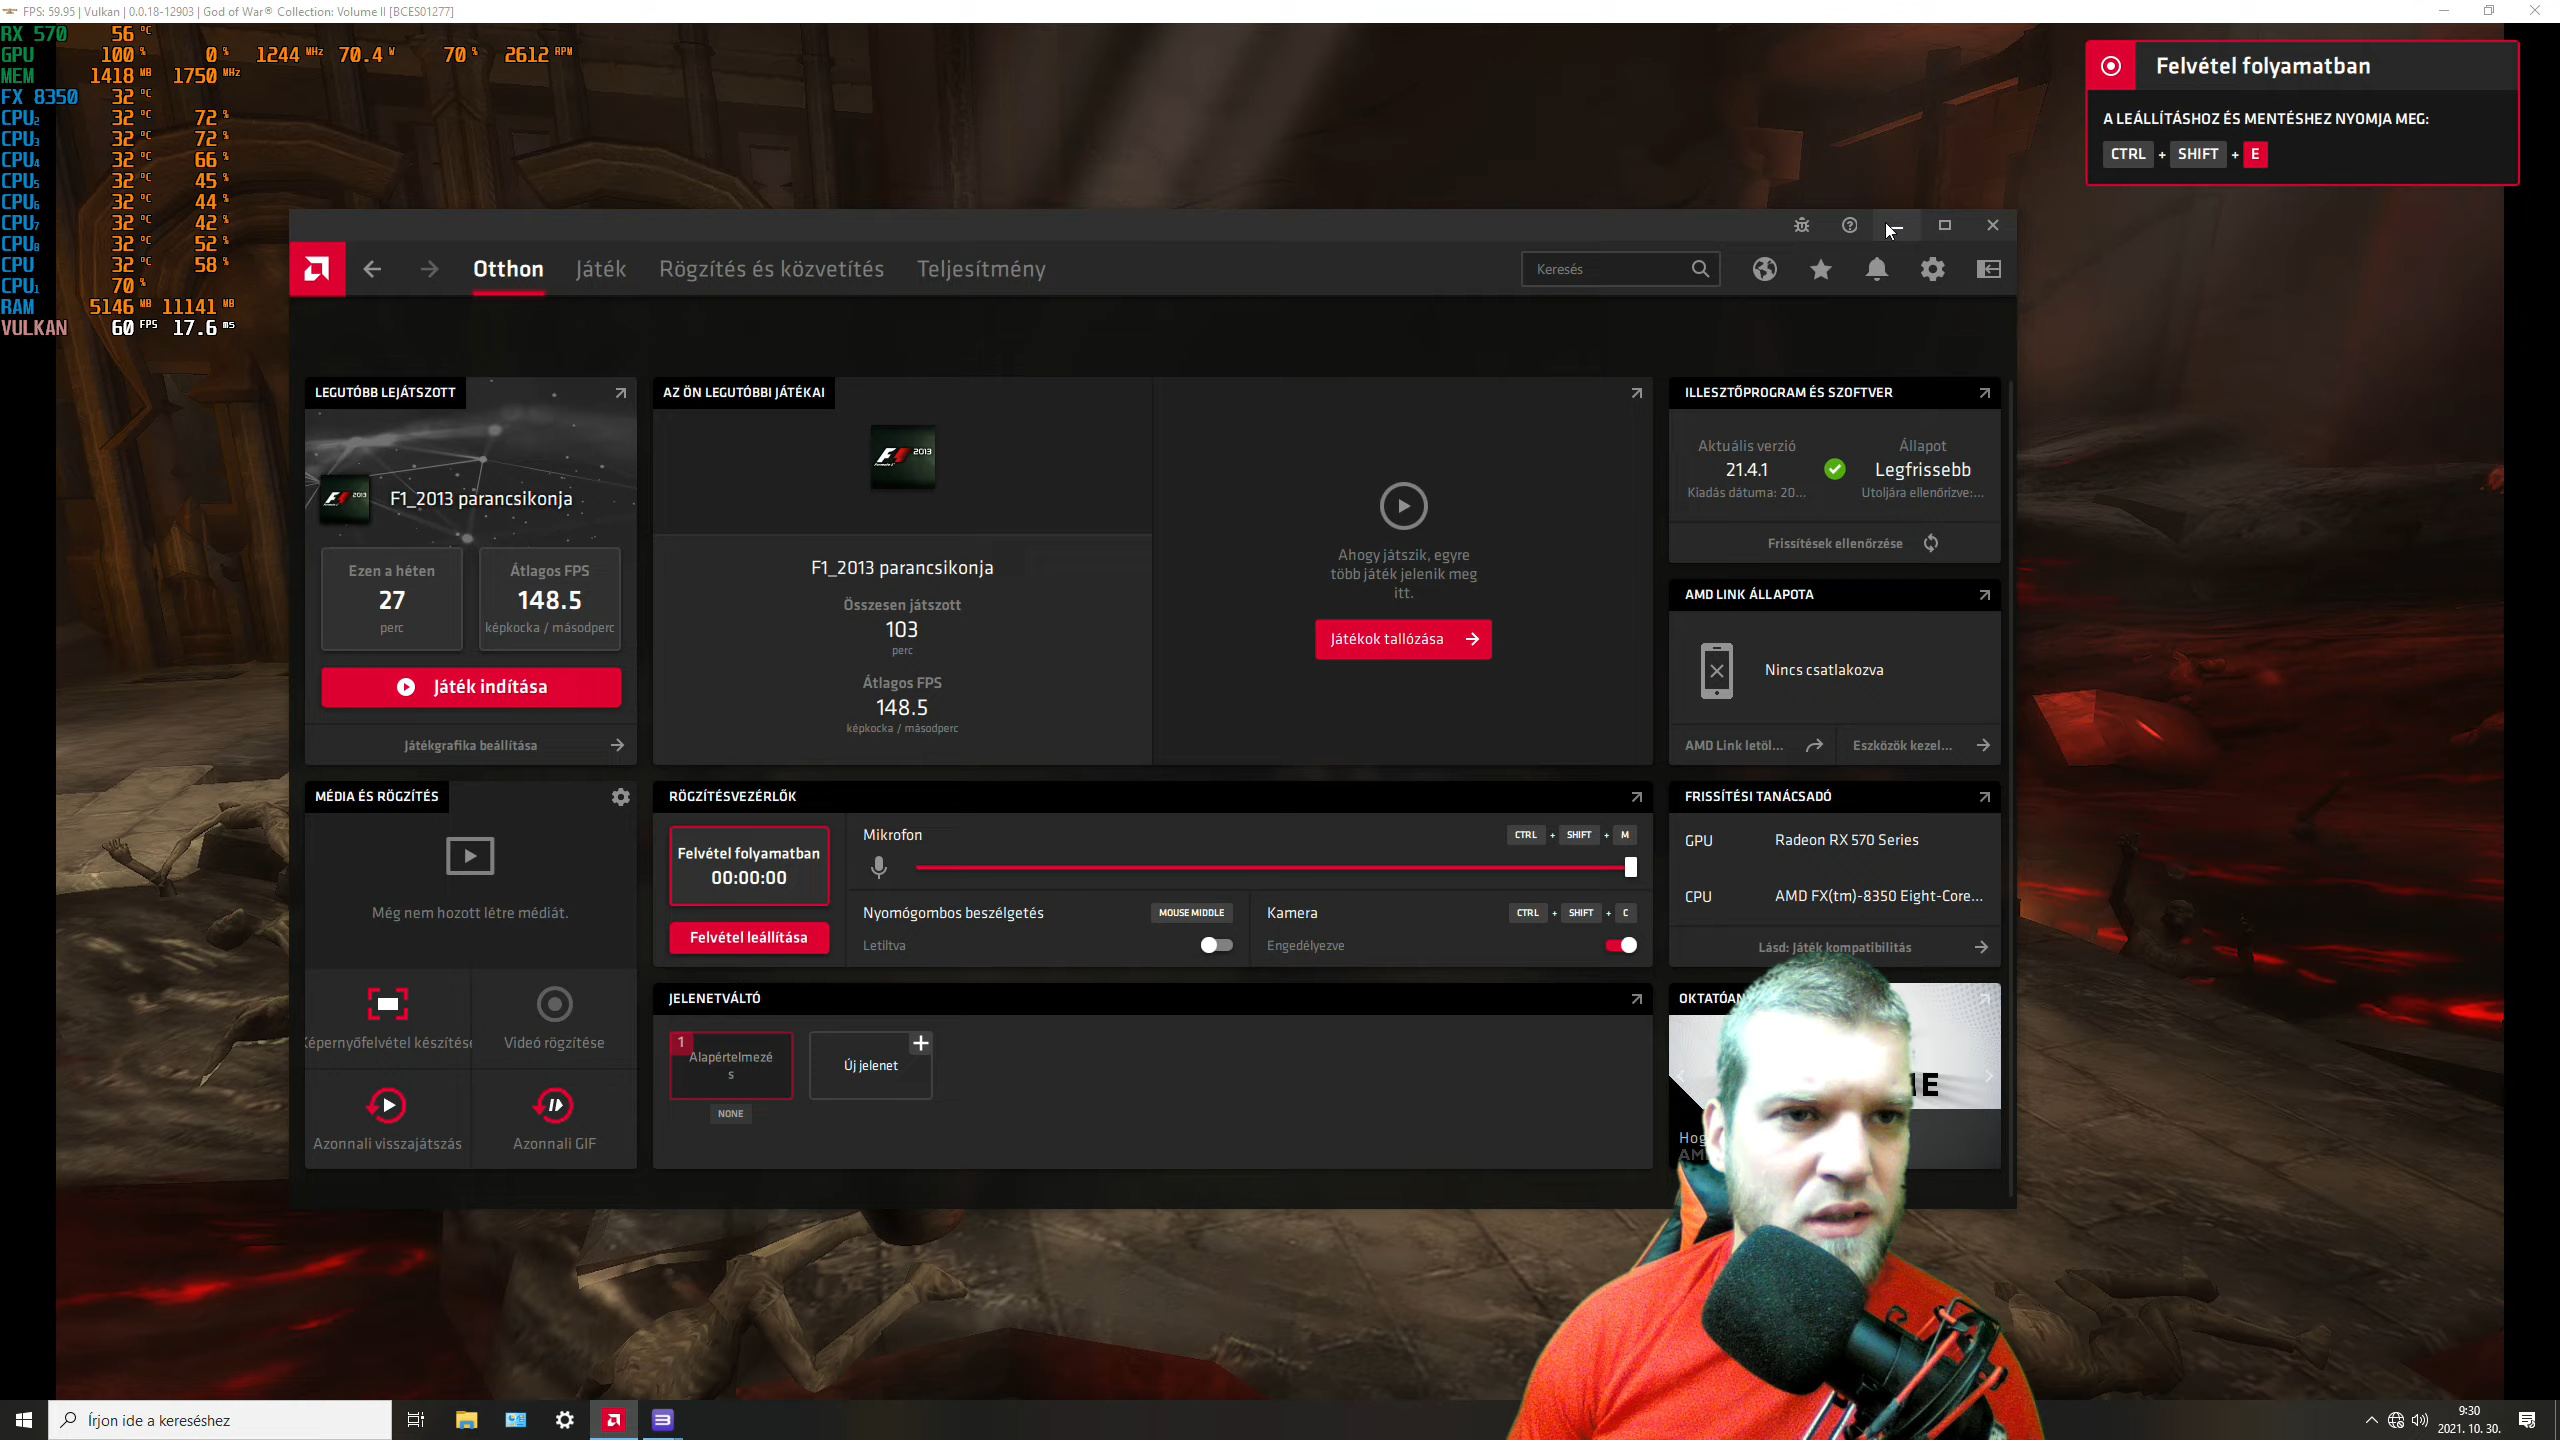 FPS: 59.95 | Vulkan | 0.0.18-12903 | God of War® Collection: Volume II [BCES01277]
RX 570 56 °C
GPU 100 % 0 % 1244 MHz 70.4 W 70 % 2612 RPM
MEM 1418 MB 1750 MHz
FX 8350 32 °C
CPU2 32 °C 72 %
CPU3 32 °C 72 %
CPU4 32 °C 66 %
CPU5 32 °C 45 %
CPU6 32 °C 44 %
CPU7 32 °C 42 %
CPU8 32 °C 52 %
CPU 32 °C 58 %
CPU1 70 %
RAM 5146 MB 11141 MB
VULKAN 60 FPS 17.6 ms
Felvétel folyamatban
A LEÁLLÍTÁSHOZ ÉS MENTÉSHEZ NYOMJA MEG:
CTRL + SHIFT + E
Otthon Játék Rögzítés és közvetítés Teljesítmény
Keresés
LEGUTÓBB LEJÁTSZOTT
F1 2013
F1_2013 parancsikonja
Ezen a héten
27
perc
Átlagos FPS
148.5
képkocka / másodperc
Játék indítása
Játékgrafika beállítása
AZ ÖN LEGUTÓBBI JÁTÉKAI
F1 2013
F1_2013 parancsikonja
Összesen játszott
103
perc
Átlagos FPS
148.5
képkocka / másodperc
Ahogy játszik, egyre
több játék jelenik meg
itt.
Játékok tallózása
ILLESZTŐPROGRAM ÉS SZOFTVER
Aktuális verzió
21.4.1
Kiadás dátuma: 20...
Állapot
Legfrissebb
Utoljára ellenőrizve:...
Frissítések ellenőrzése
AMD LINK ÁLLAPOTA
Nincs csatlakozva
AMD Link letöl... Eszközök kezel...
MÉDIA ÉS RÖGZÍTÉS
Még nem hozott létre médiát.
Képernyőfelvétel készítése Videó rögzítése
Azonnali visszajátszás Azonnali GIF
RÖGZÍTÉSVEZÉRLŐK
Felvétel folyamatban
00:00:00
Felvétel leállítása
Mikrofon CTRL + SHIFT + M
Nyomógombos beszélgetés MOUSE MIDDLE
Letiltva
Kamera CTRL + SHIFT + C
Engedélyezve
FRISSÍTÉSI TANÁCSADÓ
GPU Radeon RX 570 Series
CPU AMD FX(tm)-8350 Eight-Core...
Lásd: Játék kompatibilitás
JELENETVÁLTÓ
1
Alapértelmezé
s
NONE
Új jelenet
OKTATÓAN
ME
Hog
AM
Írjon ide a kereséshez
9:30
2021. 10. 30.